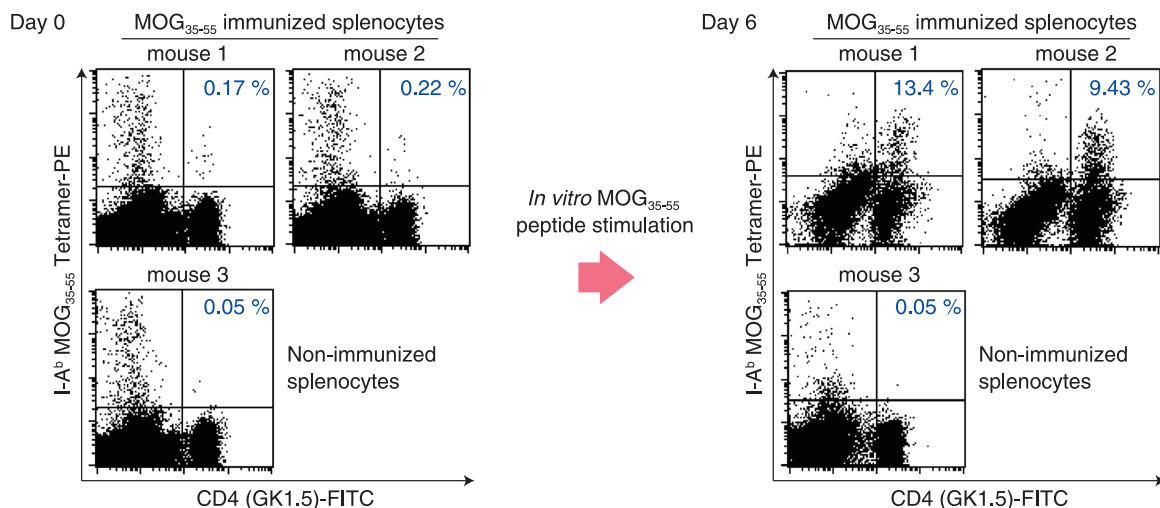 Day 0
MOG35-55 immunized splenocytes
mouse 1
mouse 2
0.17 %
0.22 %
mouse 3
0.05 %
Non-immunized
splenocytes
I-Ab MOG35-55 Tetramer-PE
CD4 (GK1.5)-FITC
In vitro MOG35-55
peptide stimulation
Day 6
MOG35-55 immunized splenocytes
mouse 1
mouse 2
13.4 %
9.43 %
mouse 3
0.05 %
Non-immunized
splenocytes
I-Ab MOG35-55 Tetramer-PE
CD4 (GK1.5)-FITC